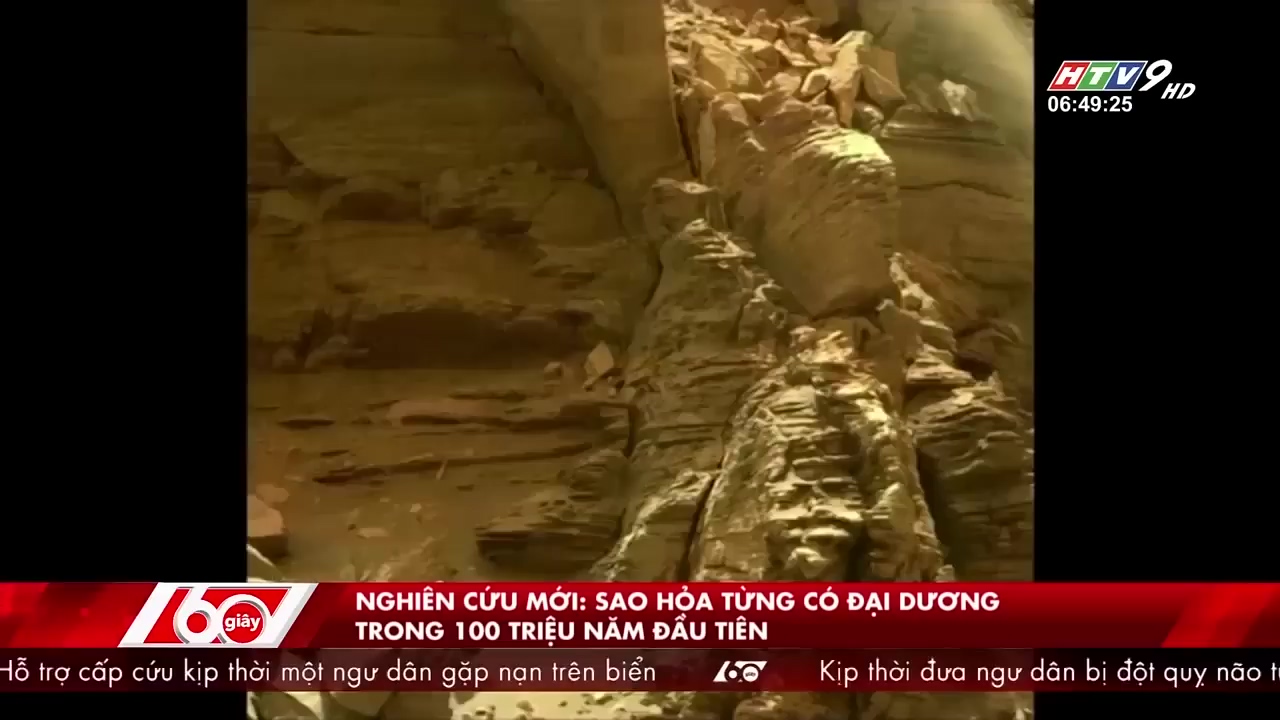 HTV9 HD
06:49:25
60 giây
NGHIÊN CỨU MỚI: SAO HỎA TỪNG CÓ ĐẠI DƯƠNG
TRONG 100 TRIỆU NĂM ĐẦU TIÊN
Hỗ trợ cấp cứu kịp thời một ngư dân gặp nạn trên biển 60 giây Kịp thời đưa ngư dân bị đột quỵ não